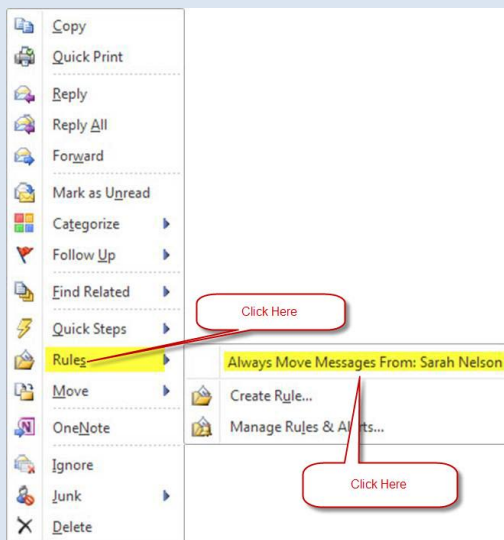 Copy
Quick Print
Reply
Reply All
Forward
Mark as Unread
Categorize
Follow Up
Find Related
Click Here
Quick Steps
Rules
Always Move Messages From: Sarah Nelson
Move
Create Rule...
OneNote
Manage Rules & Alerts...
Ignore
Junk
Click Here
Delete